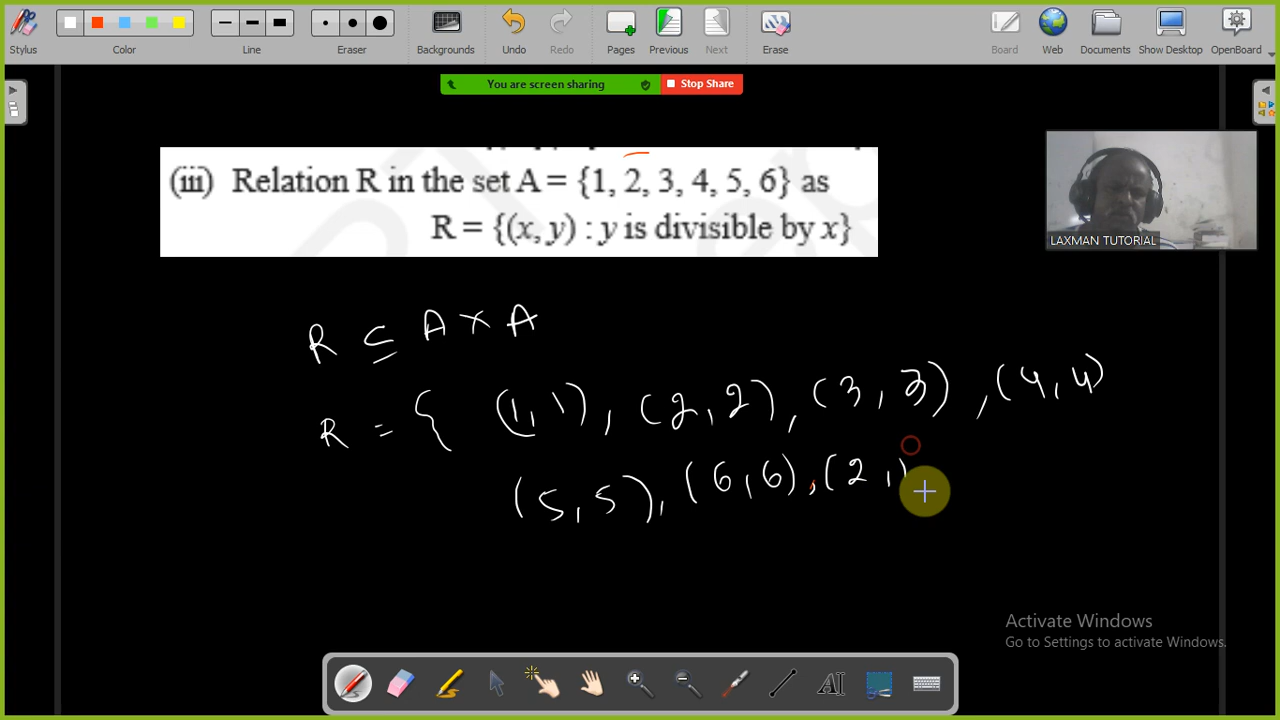 Stylus Color Line Eraser Backgrounds Undo Redo Pages Previous Next Erase Board Web Documents Show Desktop OpenBoard
You are screen sharing Stop Share
(iii) Relation R in the set A = {1, 2, 3, 4, 5, 6} as
R = {(x, y) : y is divisible by x}
LAXMAN TUTORIAL
R ⊆ A × A
R = { (1, 1), (2, 2), (3, 3), (4, 4)
(5, 5), (6, 6), (2, 
Activate Windows
Go to Settings to activate Windows.
AI